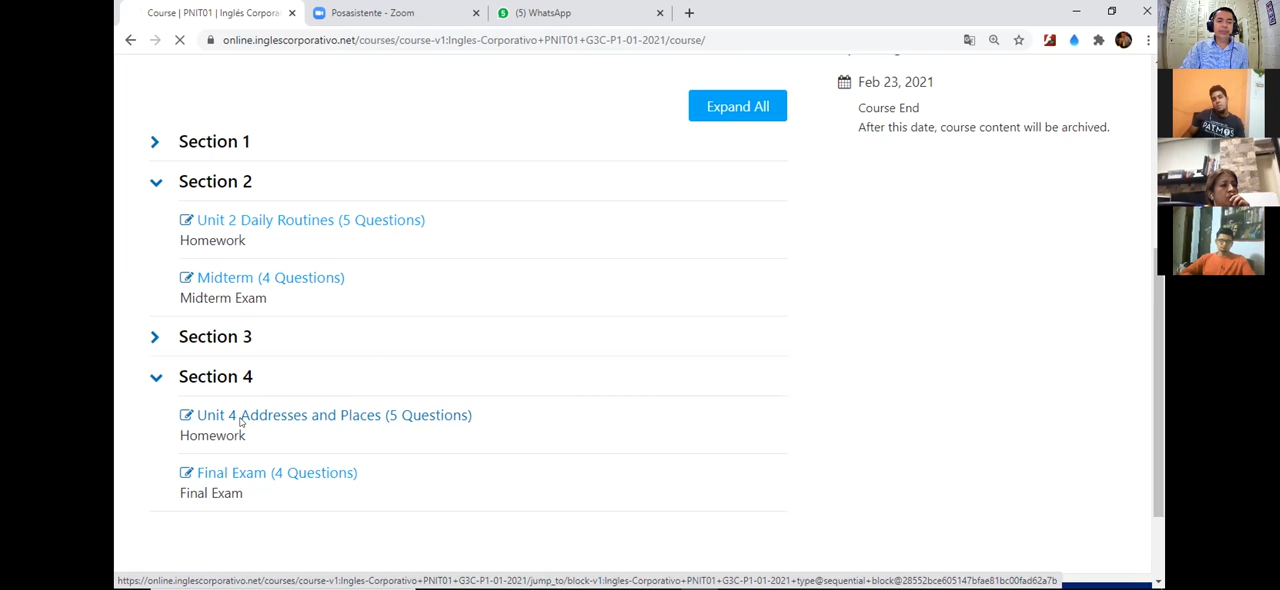 Course | PNIT01 | Inglés Corpora
Posasistente - Zoom
(5) WhatsApp
online.inglescorporativo.net/courses/course-v1:Ingles-Corporativo+PNIT01+G3C-P1-01-2021/course/
Feb 23, 2021
Course End
After this date, course content will be archived.
Expand All
Section 1
Section 2
Unit 2 Daily Routines (5 Questions)
Homework
Midterm (4 Questions)
Midterm Exam
Section 3
Section 4
Unit 4 Addresses and Places (5 Questions)
Homework
Final Exam (4 Questions)
Final Exam
https://online.inglescorporativo.net/courses/course-v1:Ingles-Corporativo+PNIT01+G3C-P1-01-2021/jump_to/block-v1:Ingles-Corporativo+PNIT01+G3C-P1-01-2021+type@sequential+block@28552bce605147bfae81bc00fad62a7b
PATMOS